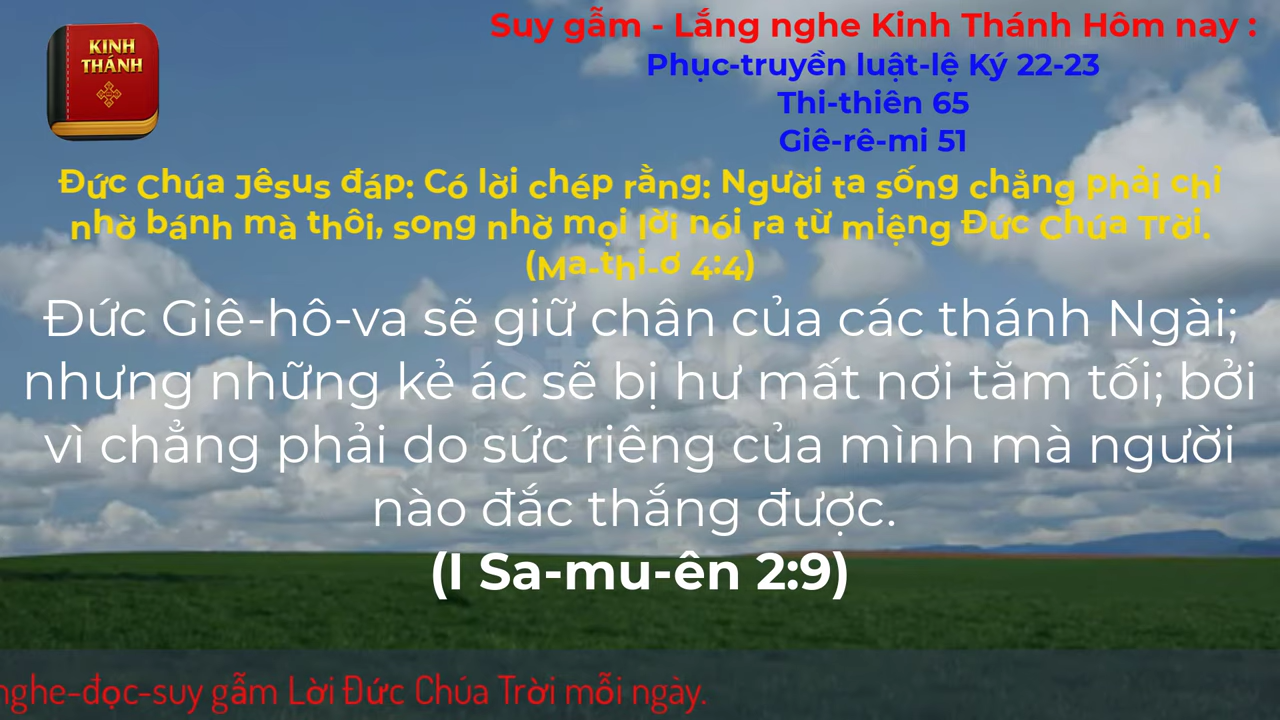 KINH
THÁNH
Suy gẫm - Lắng nghe Kinh Thánh Hôm nay :
Phục-truyền luật-lệ Ký 22-23
Thi-thiên 65
Giê-rê-mi 51
Đức Chúa Jêsus đáp: Có lời chép rằng: Người ta sống chẳng phải chỉ
nhờ bánh mà thôi, song nhờ mọi lời nói ra từ miệng Đức Chúa Trời.
(Ma-thi-ơ 4:4)
Đức Giê-hô-va sẽ giữ chân của các thánh Ngài;
nhưng những kẻ ác sẽ bị hư mất nơi tăm tối; bởi
vì chẳng phải do sức riêng của mình mà người
nào đắc thắng được.
(I Sa-mu-ên 2:9)
nghe-đọc-suy gẫm Lời Đức Chúa Trời mỗi ngày.